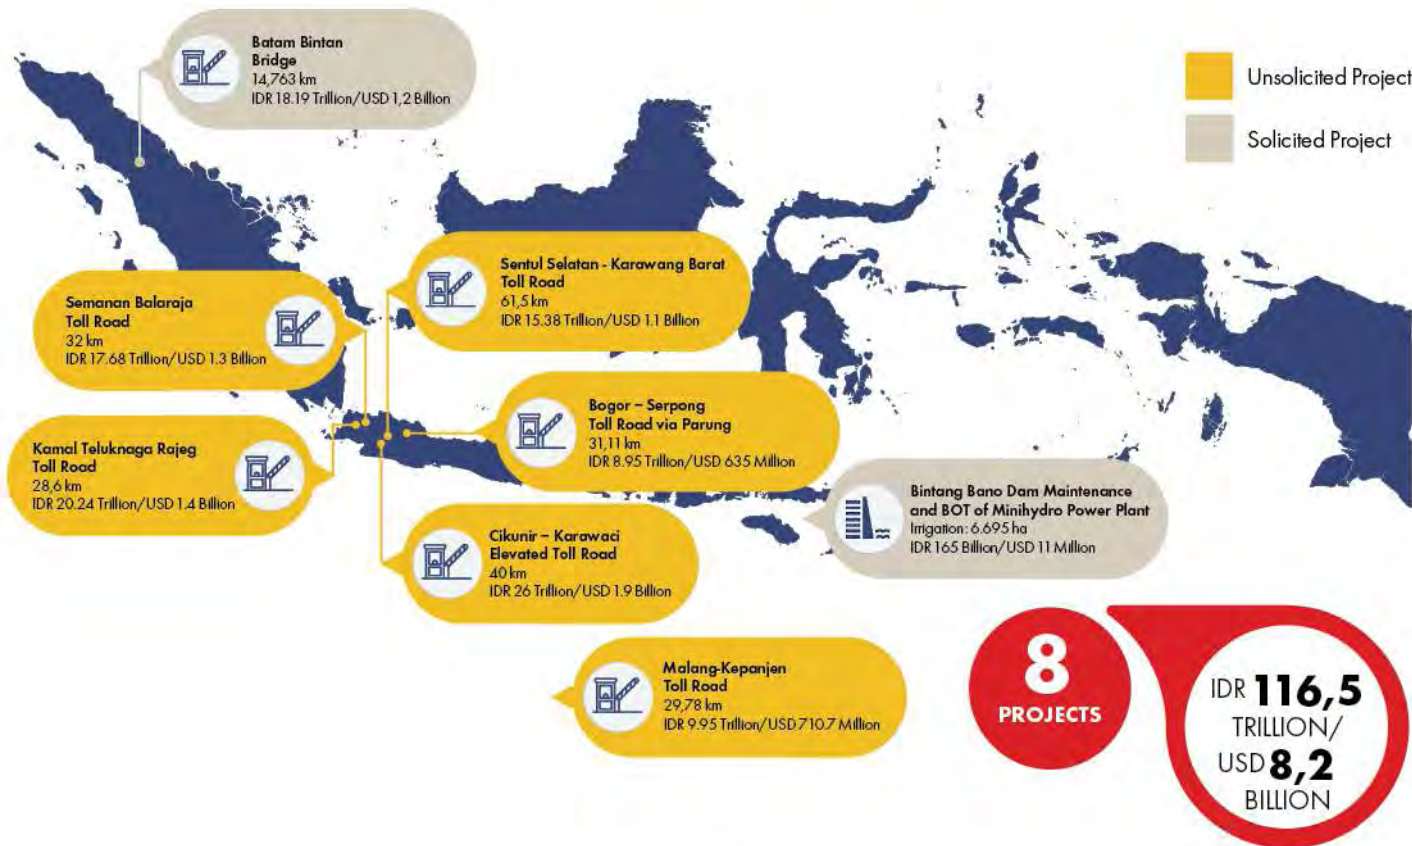 Batam Bintan
Bridge
14,763 km
IDR 18.19 Trillion/USD 1,2 Billion
Unsolicited Project
Solicited Project
Sentul Selatan - Karawang Barat
Toll Road
61,5 km
IDR 15.38 Trillion/USD 1.1 Billion
Semanan Balaraja
Toll Road
32 km
IDR 17.68 Trillion/USD 1.3 Billion
Bogor – Serpong
Toll Road via Parung
31,11 km
IDR 8.95 Trillion/USD 635 Million
Kamal Teluknaga Rajeg
Toll Road
28,6 km
IDR 20.24 Trillion/USD 1.4 Billion
Bintang Bano Dam Maintenance
and BOT of Minihydro Power Plant
Irrigation: 6.695 ha
IDR 165 Billion/USD 11 Million
Cikunir – Karawaci
Elevated Toll Road
40 km
IDR 26 Trillion/USD 1.9 Billion
Malang-Kepanjen
Toll Road
29,78 km
IDR 9.95 Trillion/USD 710.7 Million
8
PROJECTS
IDR 116,5
TRILLION/
USD 8,2
BILLION